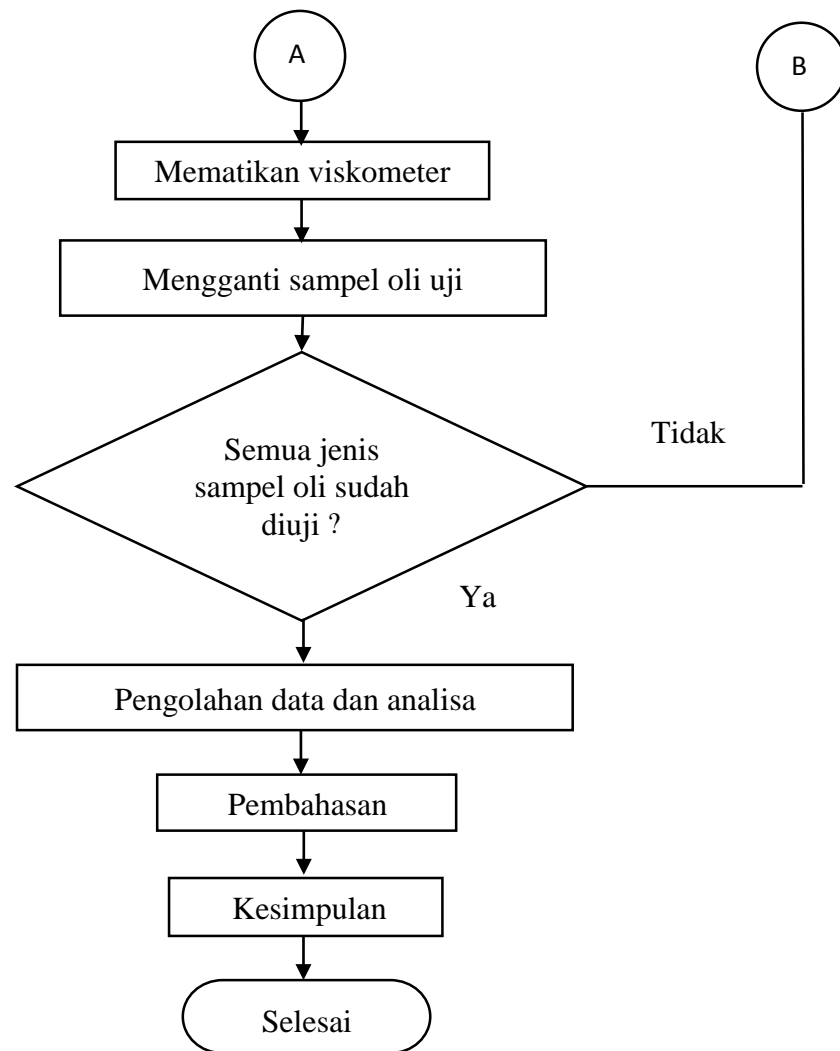 A
B
Mematikan viskometer
Mengganti sampel oli uji
Semua jenis
sampel oli sudah
diuji ?
Tidak
Ya
Pengolahan data dan analisa
Pembahasan
Kesimpulan
Selesai